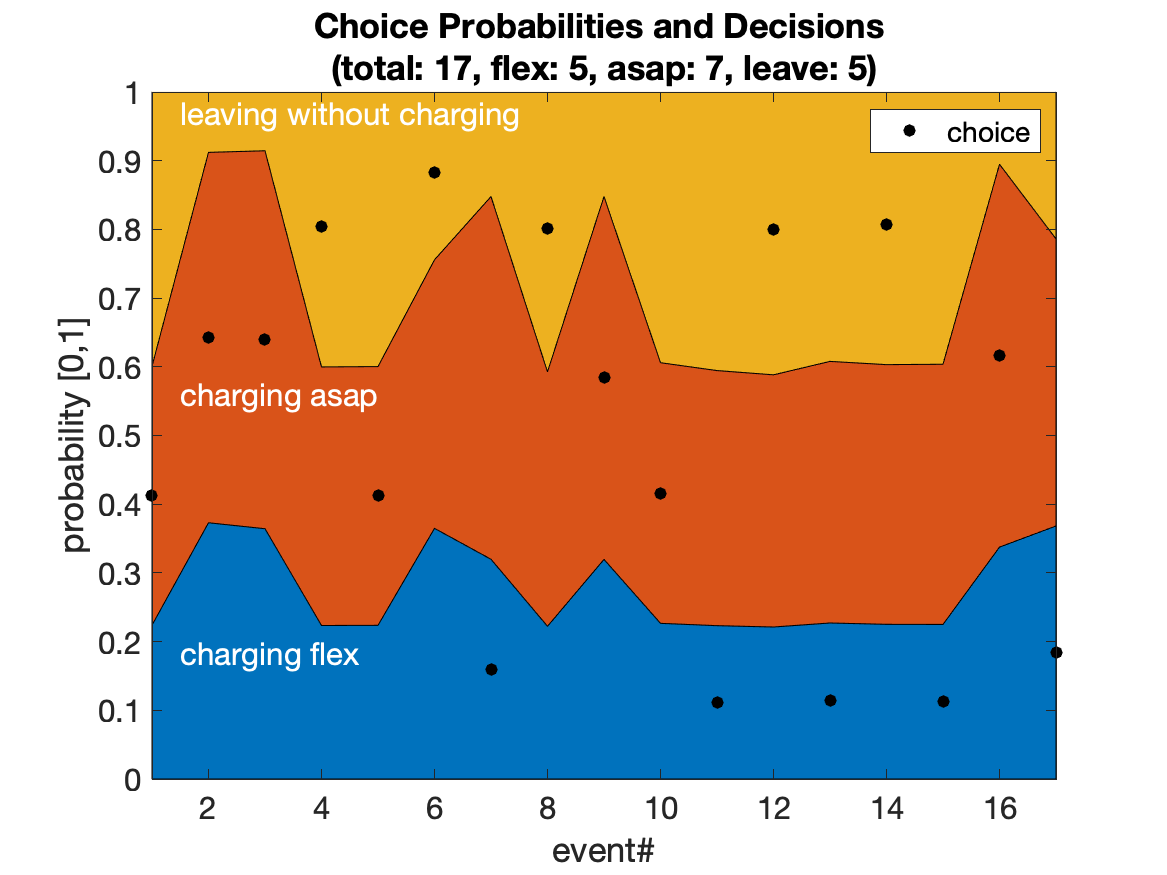 Choice Probabilities and Decisions
(total: 17, flex: 5, asap: 7, leave: 5)
1
leaving without charging
choice
0.9
0.8
0.7
0.6
charging asap
0.5
0.4
0.3
0.2
charging flex
0.1
0
probability [0,1]
2 4 6 8 10 12 14 16
event#